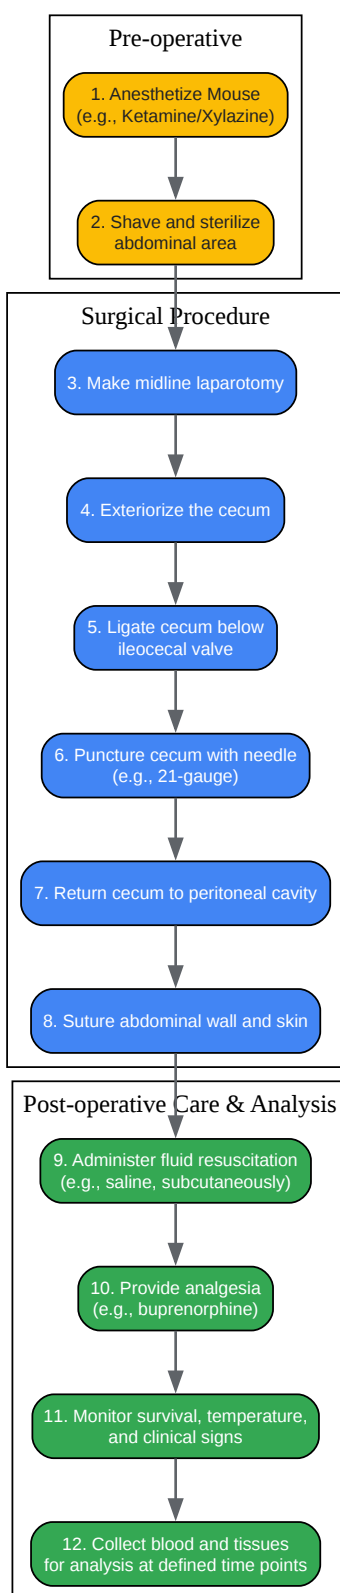 Pre-operative
1. Anesthetize Mouse
(e.g., Ketamine/Xylazine)
2. Shave and sterilize
abdominal area
Surgical Procedure
3. Make midline laparotomy
4. Exteriorize the cecum
5. Ligate cecum below
ileocecal valve
6. Puncture cecum with needle
(e.g., 21-gauge)
7. Return cecum to peritoneal cavity
8. Suture abdominal wall and skin
Post-operative Care & Analysis
9. Administer fluid resuscitation
(e.g., saline, subcutaneously)
10. Provide analgesia
(e.g., buprenorphine)
11. Monitor survival, temperature,
and clinical signs
12. Collect blood and tissues
for analysis at defined time points